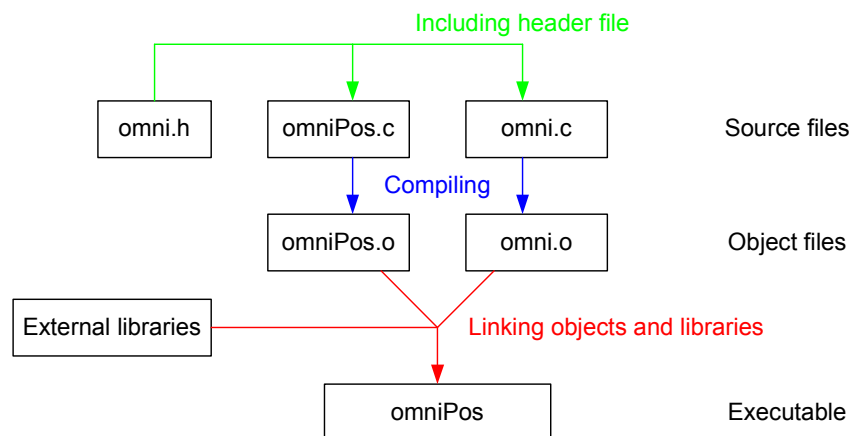 Including header file
omni.h
omniPos.c
omni.c
Source files
Compiling
omniPos.o
omni.o
Object files
External libraries
Linking objects and libraries
omniPos
Executable